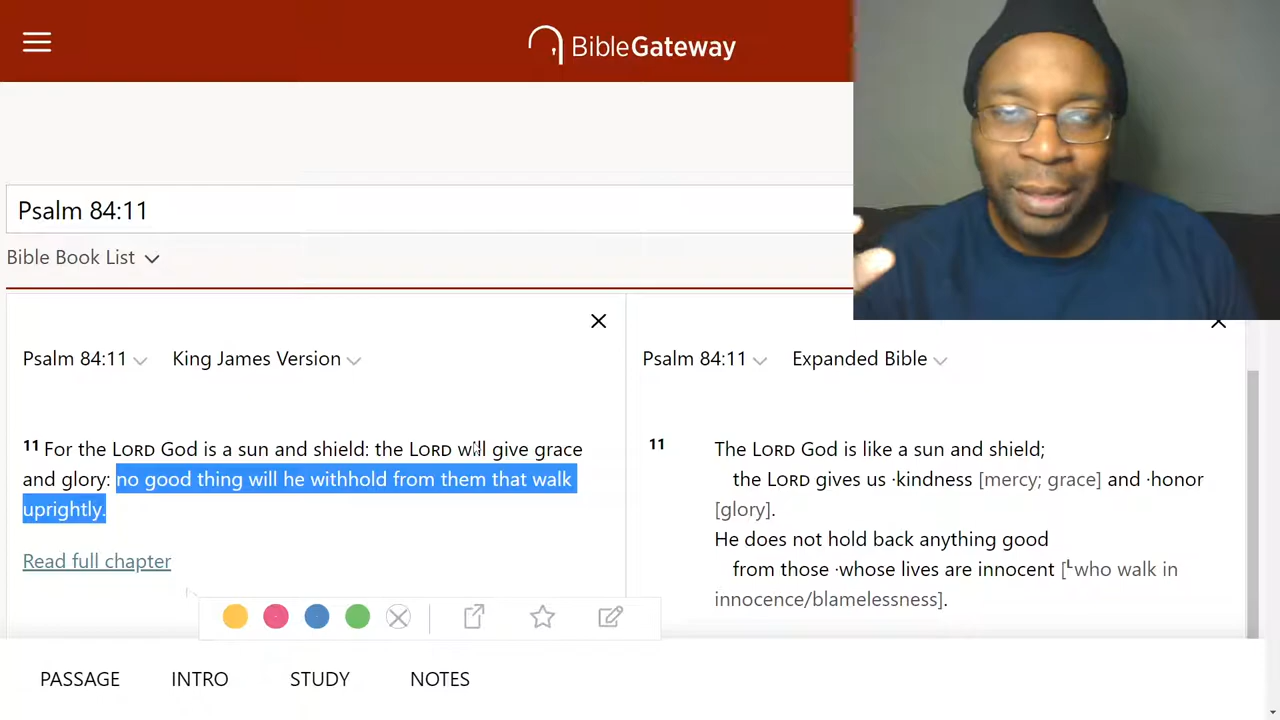 BibleGateway
Psalm 84:11
Bible Book List
Psalm 84:11 King James Version
11 For the LORD God is a sun and shield: the LORD will give grace
and glory: no good thing will he withhold from them that walk
uprightly.
Read full chapter
Psalm 84:11 Expanded Bible
11 The LORD God is like a sun and shield;
the LORD gives us ·kindness [mercy; grace] and ·honor
[glory].
He does not hold back anything good
from those ·whose lives are innocent [Lwho walk in
innocence/blamelessness].
PASSAGE INTRO STUDY NOTES